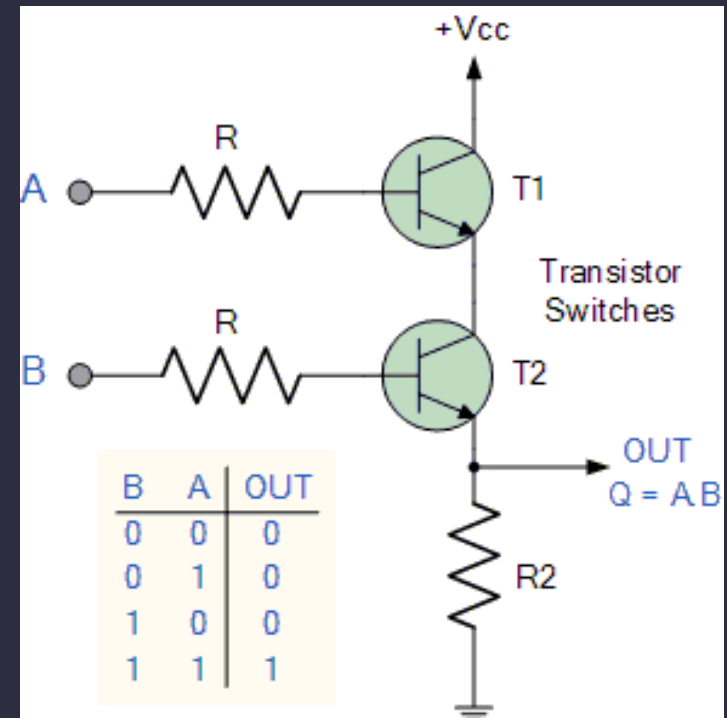 +Vcc
R
A
T1
Transistor
Switches
R
B
T2
OUT
Q = A.B
B A OUT
0 0 0
0 1 0
1 0 0
1 1 1
R2